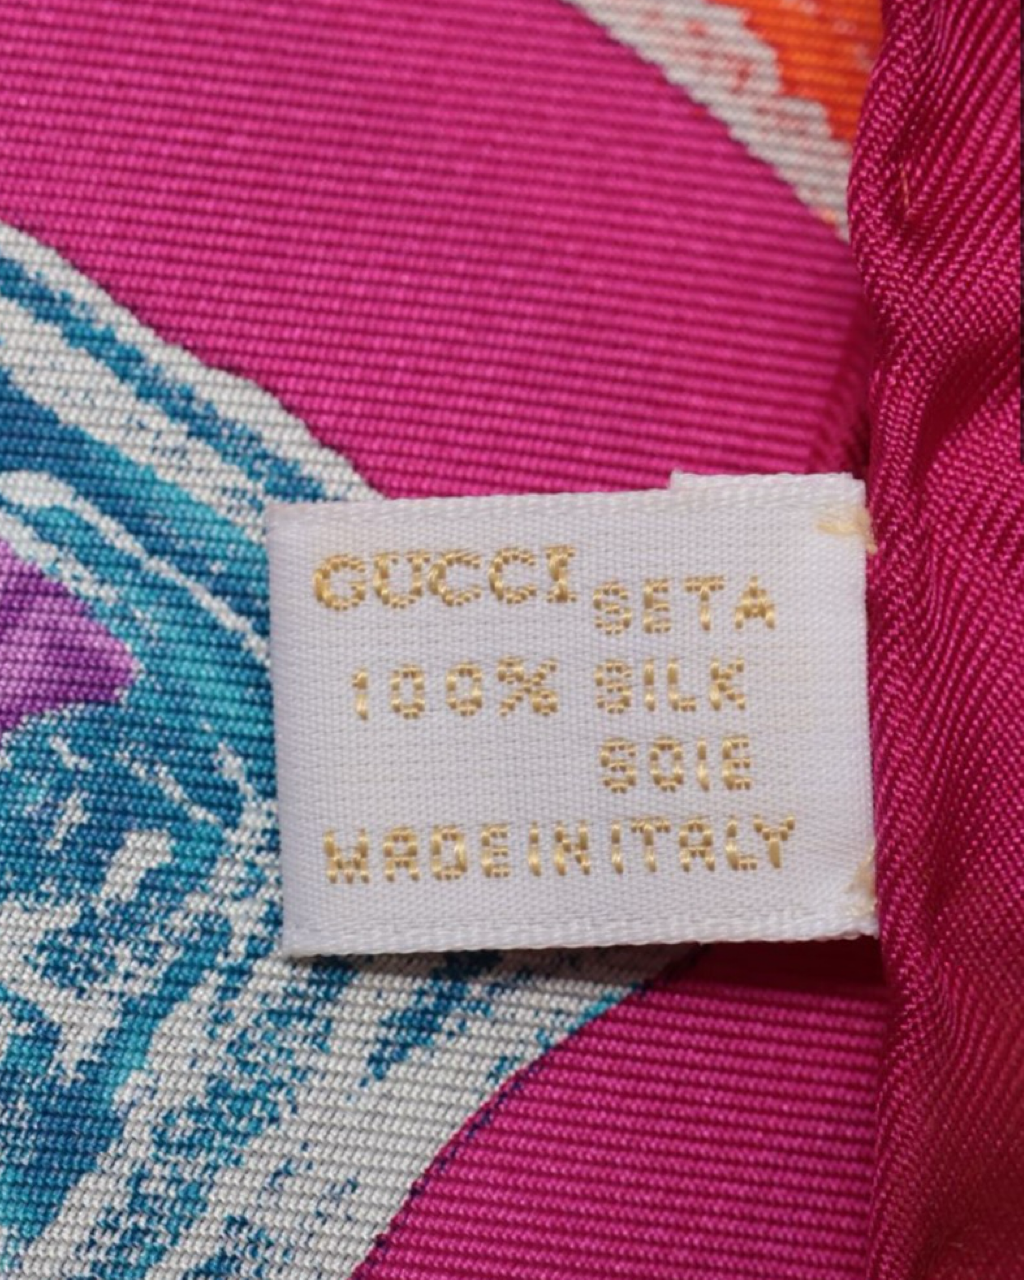 GUCCI SETA
100% SILK
SOIE
MADE IN ITALY